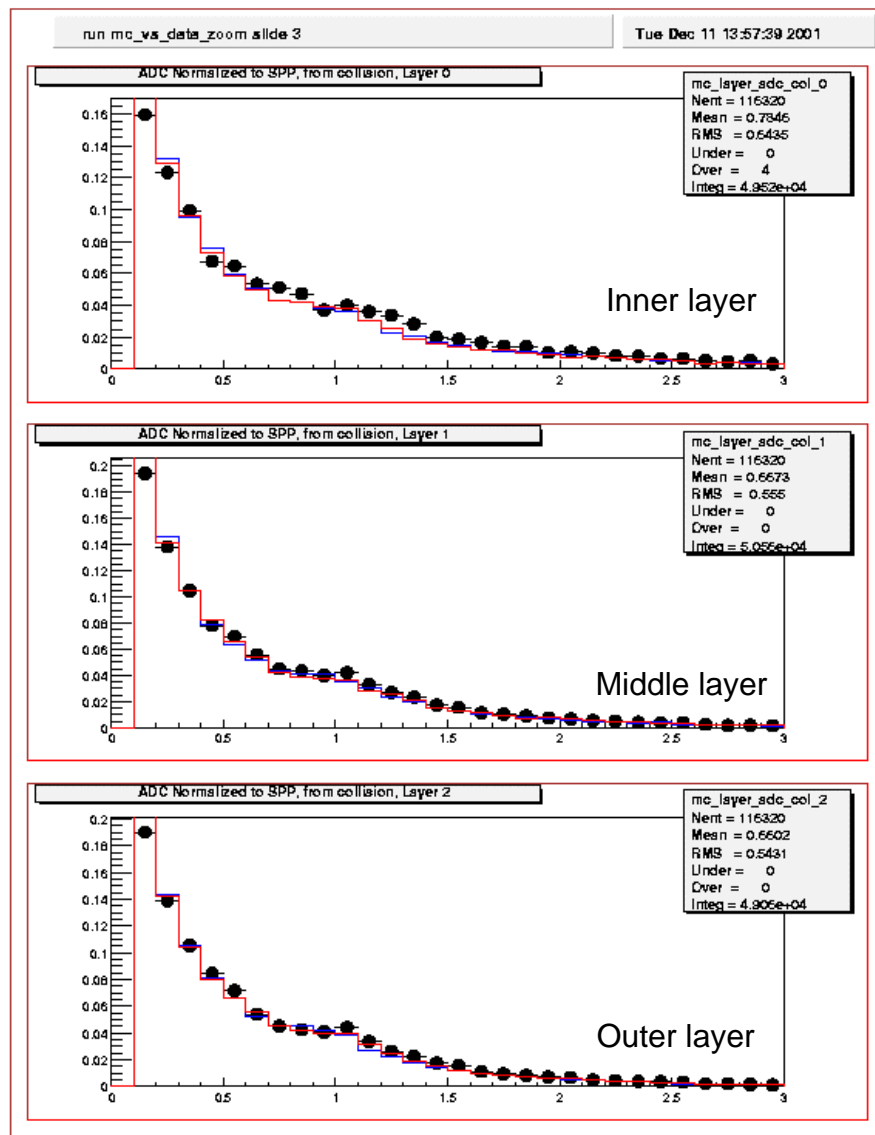 run mc_vs_data_zoom slide 3
Tue Dec 11 13:57:39 2001
ADC Normalized to SPP, from collision, Layer 0
mc_layer_adc_col_0
Nent = 115320
Mean = 0.7845
RMS = 0.6435
Under = 0
Over = 4
Integ = 4.952e+04
0.16
0.14
0.12
0.1
0.08
0.06
0.04
0.02
0
Inner layer
0 0.5 1 1.5 2 2.5 3
ADC Normalized to SPP, from collision, Layer 1
mc_layer_adc_col_1
Nent = 115320
Mean = 0.6673
RMS = 0.555
Under = 0
Over = 0
Integ = 5.055e+04
0.2
0.18
0.16
0.14
0.12
0.1
0.08
0.06
0.04
0.02
0
Middle layer
0 0.5 1 1.5 2 2.5 3
ADC Normalized to SPP, from collision, Layer 2
mc_layer_adc_col_2
Nent = 115320
Mean = 0.6602
RMS = 0.5431
Under = 0
Over = 0
Integ = 4.905e+04
0.2
0.18
0.16
0.14
0.12
0.1
0.08
0.06
0.04
0.02
0
Outer layer
0 0.5 1 1.5 2 2.5 3